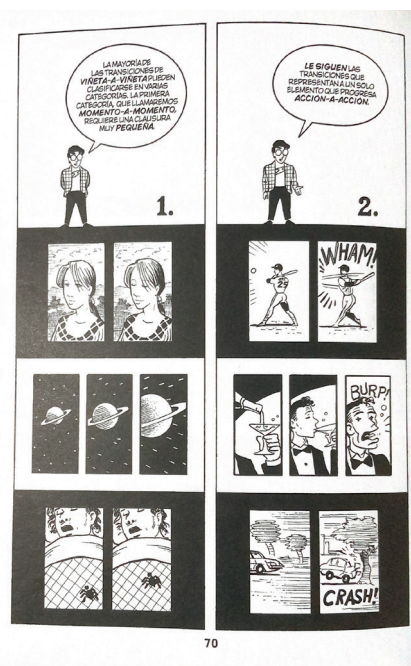 LA MAYORÍA DE
LAS TRANSICIONES DE
VIÑETA-A-VIÑETA PUEDEN
CLASIFICARSE EN VARIAS
CATEGORÍAS. LA PRIMERA
CATEGORÍA, QUE LLAMAREMOS
MOMENTO-A-MOMENTO,
REQUIERE UNA CLAUSURA
MUY PEQUEÑA.
1.
LE SIGUEN LAS
TRANSICIONES QUE
REPRESENTAN A UN SOLO
ELEMENTO QUE PROGRESA
ACCIÓN-A-ACCIÓN.
2.
WHAM!
BURP!
CRASH!
70